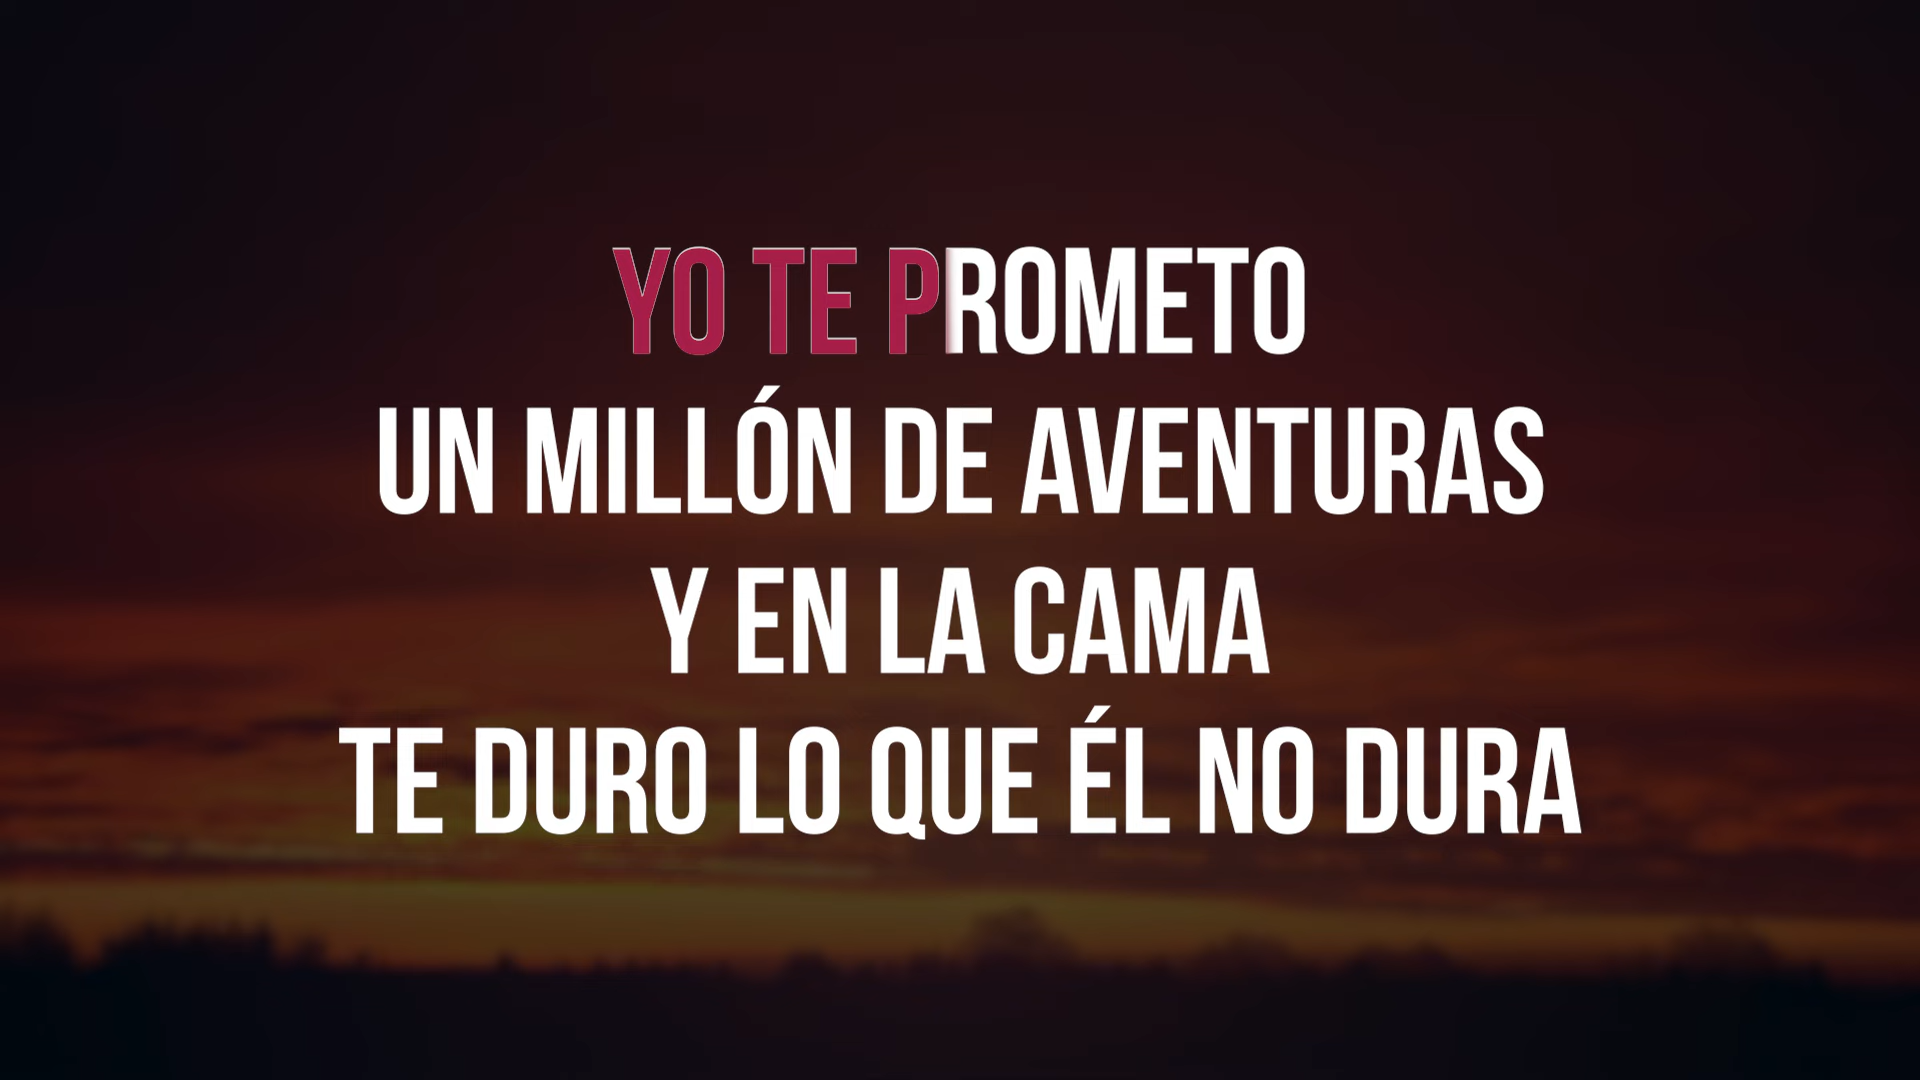 YO TE PROMETO
UN MILLÓN DE AVENTURAS
Y EN LA CAMA
TE DURO LO QUE ÉL NO DURA